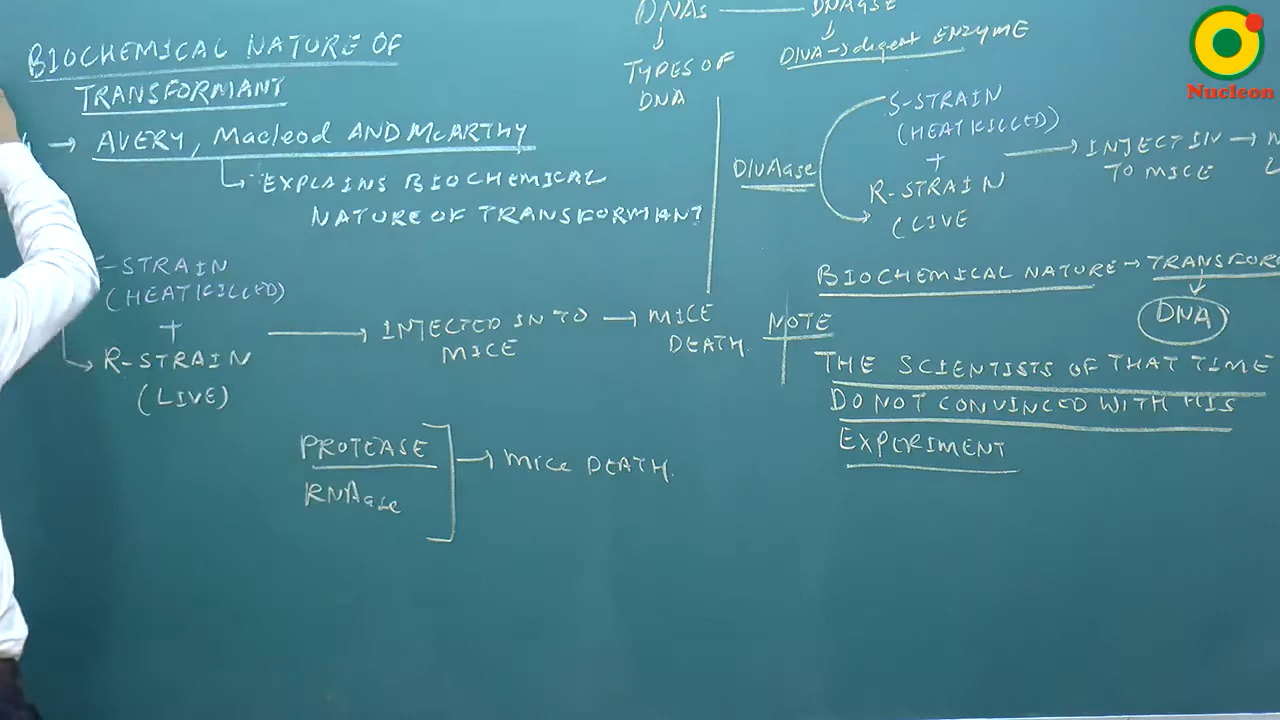 BIOCHEMICAL NATURE OF
TRANSFORMANT
→ AVERY, Macleod AND McARTHY
EXPLAINS BIOCHEMICAL
NATURE OF TRANSFORMANT
-STRAIN
(HEAT KILLED)
+
R-STRAIN
(LIVE)
→ INJECTED IN TO
MICE
→ MICE
DEATH.
PROTEASE
RNAase
→ MICE DEATH.
DNAs — DNAase
↓ ↓
TYPES OF
DNA
DNA-s digest ENZYME
DNAase
S-STRAIN
(HEAT KILLED)
+
R-STRAIN
(LIVE
→ INJECTIN →
TO MICE
BIOCHEMICAL NATURE → TRANSFOR
↓
DNA
NOTE
THE SCIENTISTS OF THAT TIME
DO NOT CONVINCED WITH HIS
EXPERIMENT
Nucleon